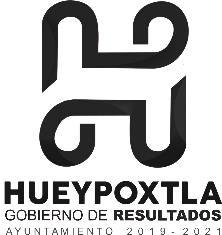 HUEYPOXTLA
GOBIERNO DE RESULTADOS
AYUNTAMIENTO 2019-2021